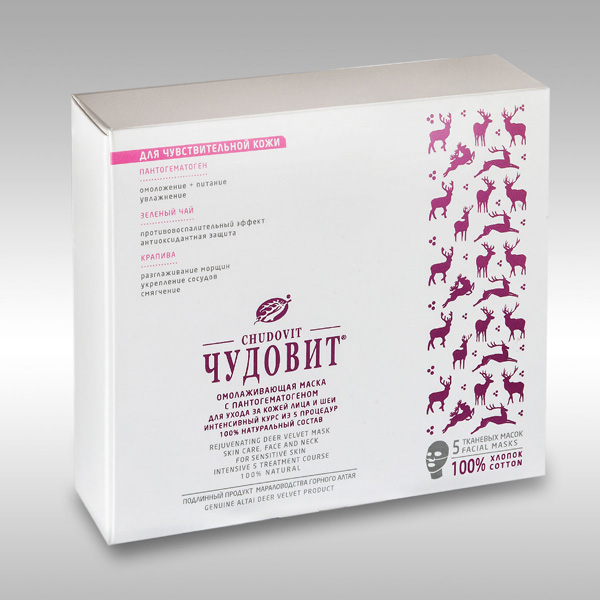 ДЛЯ ЧУВСТВИТЕЛЬНОЙ КОЖИ
ПАНТОГЕМАТОГЕН
омоложение + питание
увлажнение
ЗЕЛЕНЫЙ ЧАЙ
противовоспалительный эффект
антиоксидантная защита
КРАПИВА
разглаживание морщин
укрепление сосудов
смягчение
CHUDOVIT
ЧУДОВИТ®
ОМОЛАЖИВАЮЩАЯ МАСКА
С ПАНТОГЕМАТОГЕНОМ
ДЛЯ УХОДА ЗА КОЖЕЙ ЛИЦА И ШЕИ
ИНТЕНСИВНЫЙ КУРС ИЗ 5 ПРОЦЕДУР
100% НАТУРАЛЬНЫЙ СОСТАВ
REJUVENATING DEER VELVET MASK
SKIN CARE, FACE AND NECK
FOR SENSITIVE SKIN
INTENSIVE 5 TREATMENT COURSE
100% NATURAL
ПОДЛИННЫЙ ПРОДУКТ МАРАЛОВОДСТВА ГОРНОГО АЛТАЯ
GENUINE ALTAI DEER VELVET PRODUCT
5 ТКАНЕВЫХ МАСОК
FACIAL MASKS
100% ХЛОПОК
COTTON